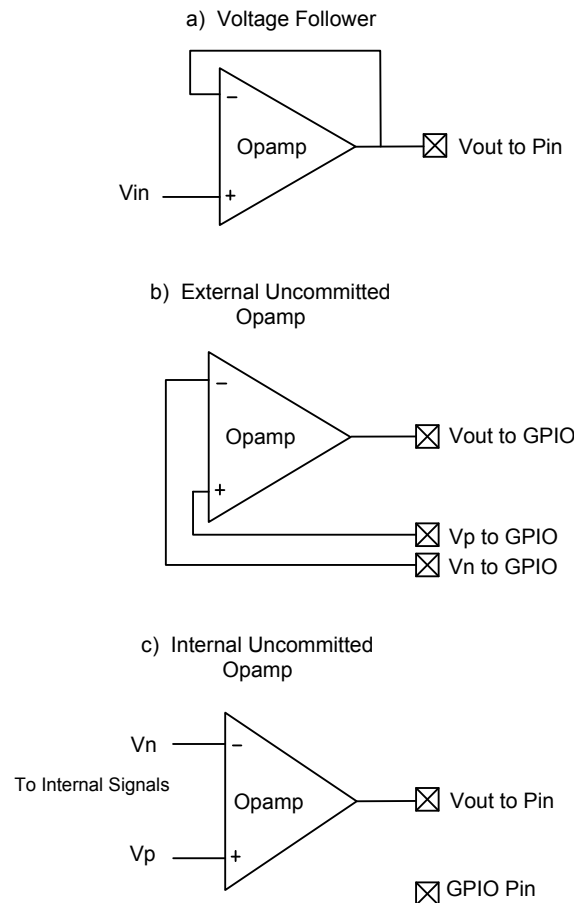 a) Voltage Follower
−
Opamp
Vout to Pin
Vin
+
b) External Uncommitted
Opamp
−
Opamp
Vout to GPIO
+
Vp to GPIO
Vn to GPIO
c) Internal Uncommitted
Opamp
Vn
−
To Internal Signals
Opamp
Vout to Pin
Vp
+
GPIO Pin